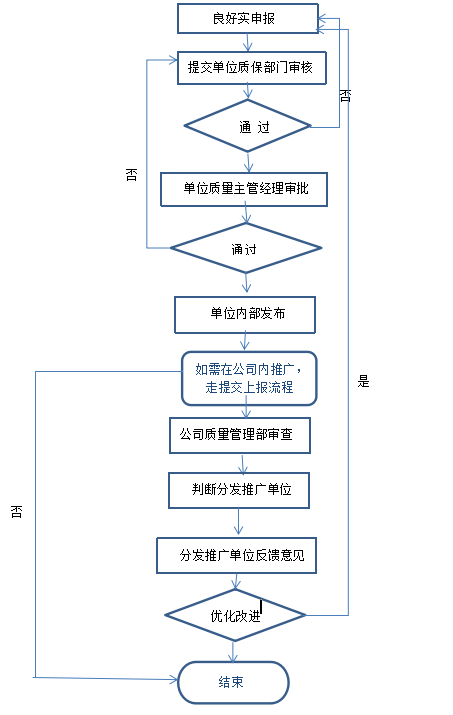 良好实申报
提交单位质保部门审核
否
通 过
否
单位质量主管经理审批
通过
单位内部发布
如需在公司内推广，
走提交上报流程
是
公司质量管理部审查
判断分发推广单位
否
分发推广单位反馈意见
优化改进
结束